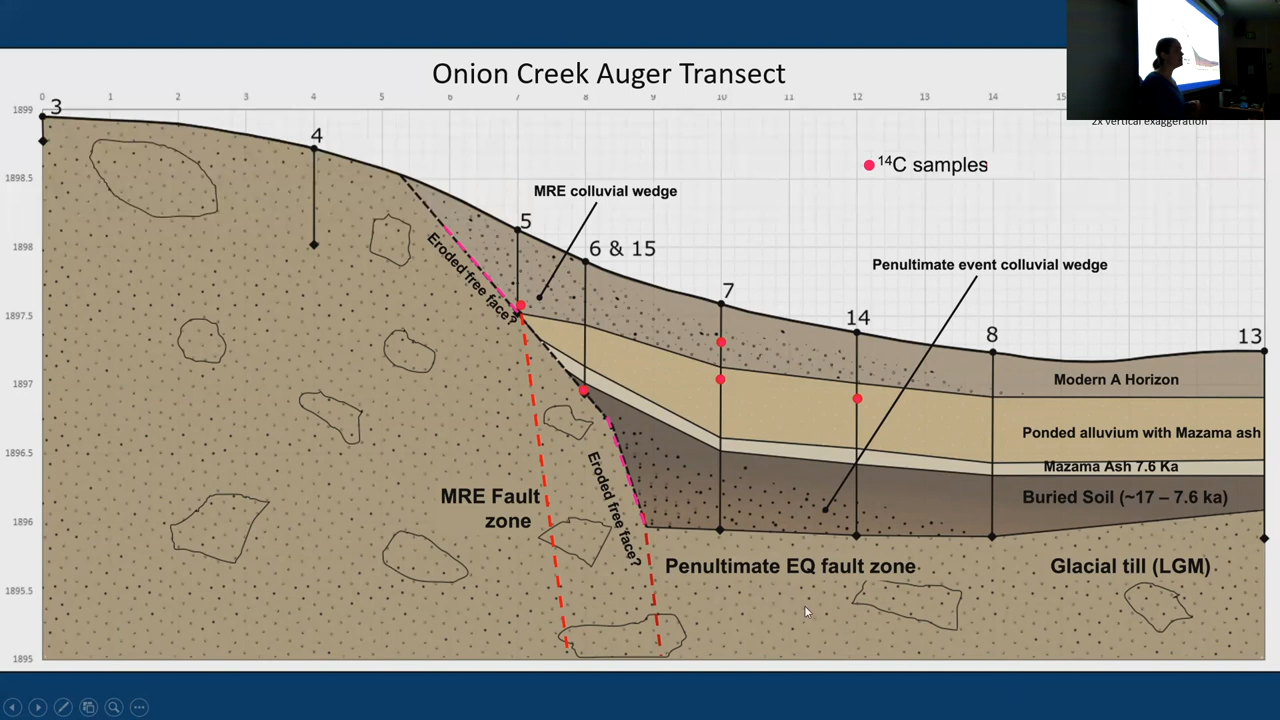 Onion Creek Auger Transect
0 1 2 3 4 5 6 7 8 9 10 11 12 13 14 15
2x vertical exaggeration
1899
1898.5
1898
1897.5
1897
1896.5
1896
1895.5
1895
3
4
5
6 & 15
7
14
8
13
¹⁴C samples
MRE colluvial wedge
Penultimate event colluvial wedge
Eroded free face?
Eroded free face?
Modern A Horizon
Ponded alluvium with Mazama ash
Mazama Ash 7.6 Ka
Buried Soil (~17 – 7.6 ka)
MRE Fault
zone
Penultimate EQ fault zone
Glacial till (LGM)